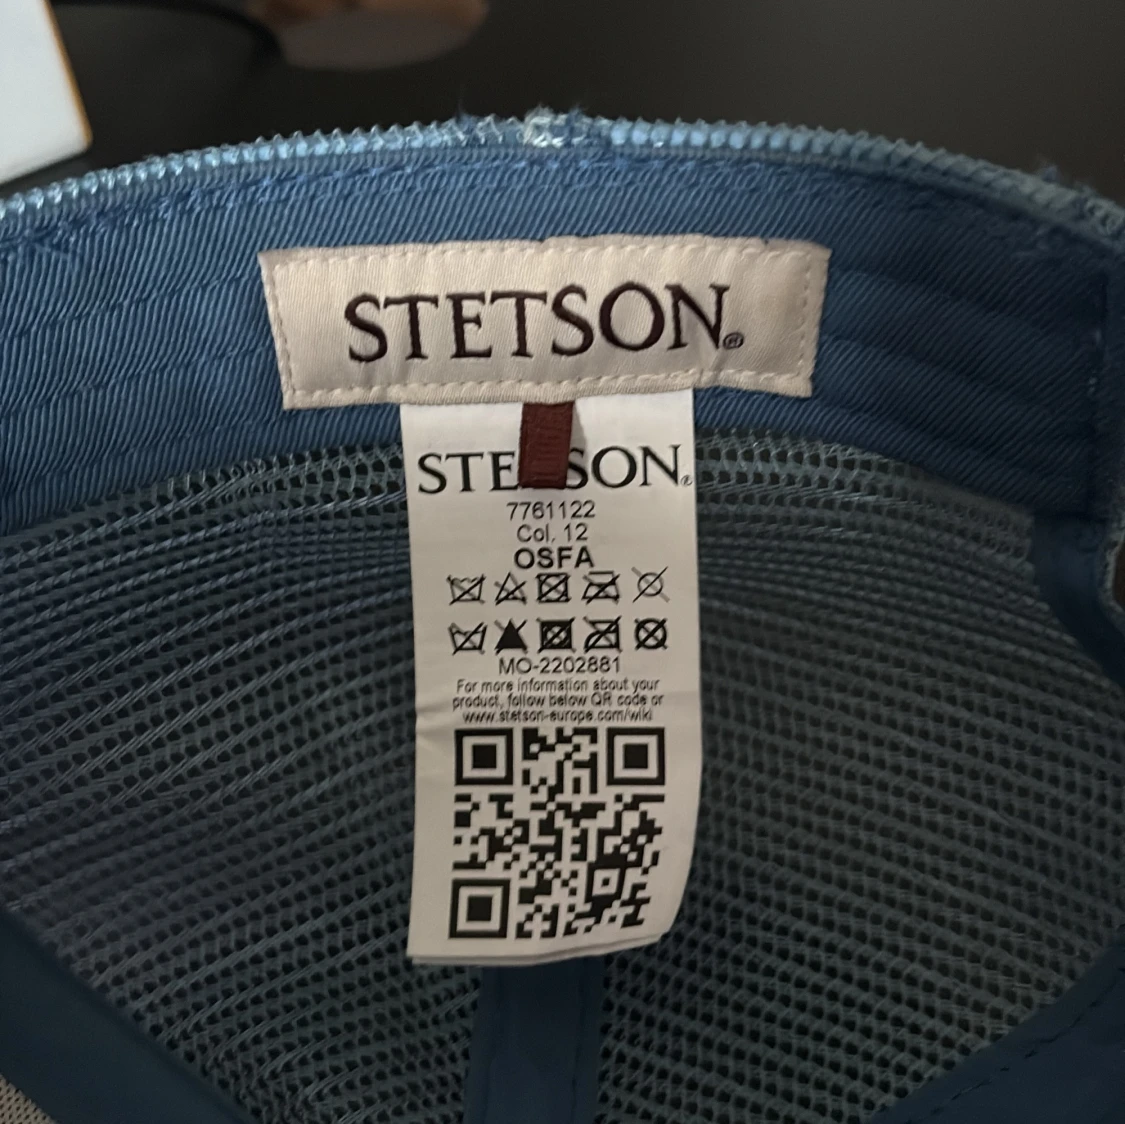 STETSON®
STETSON®
7761122
Col. 12
OSFA
MO-2202881
For more information about your
product, follow below QR code or
www.stetson-europe.com/wiki